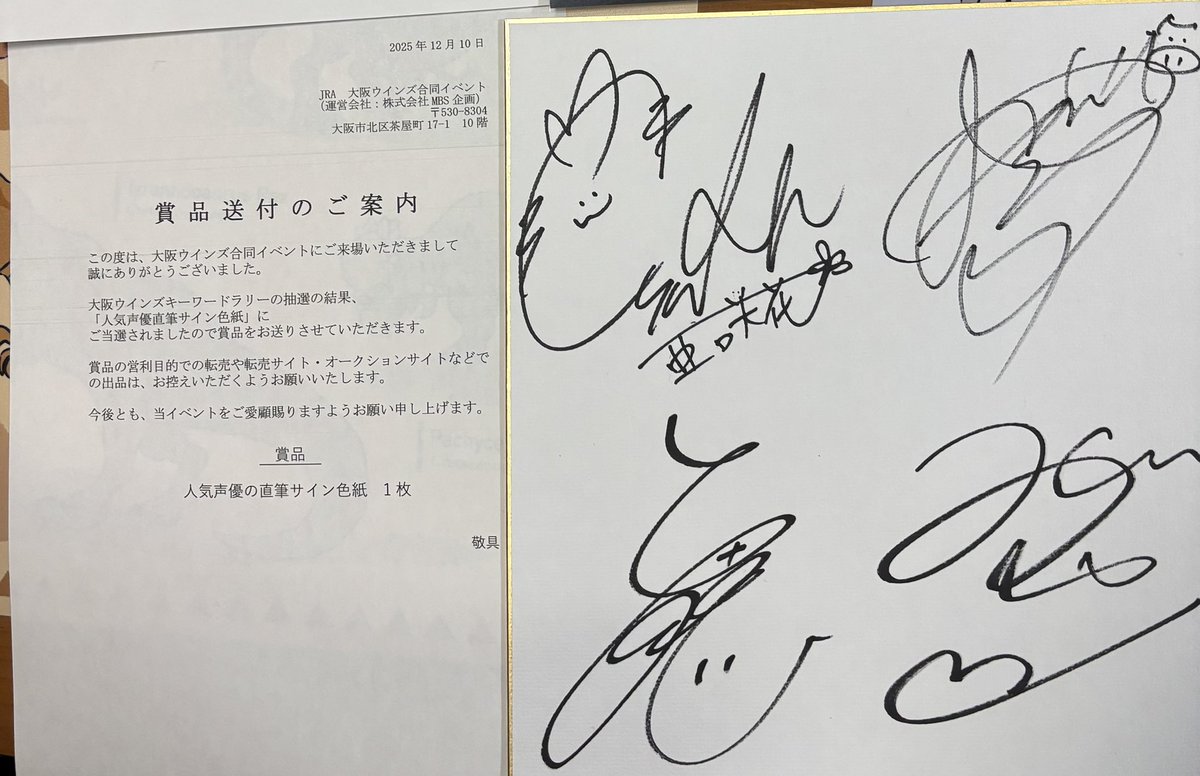 2025年12月10日
JRA　大阪ウインズ合同イベント
（運営会社：株式会社MBS企画）
〒530-8304
大阪市北区茶屋町17-1　10階
賞品送付のご案内
この度は、大阪ウインズ合同イベントにご来場いただきまして
誠にありがとうございました。
大阪ウインズキーワードラリーの抽選の結果、
「人気声優直筆サイン色紙」に
ご当選されましたので賞品をお送りさせていただきます。
賞品の営利目的での転売や転売サイト・オークションサイトなどで
の出品は、お控えいただくようお願いいたします。
今後とも、当イベントをご愛顧賜りますようお願い申し上げます。
賞品
人気声優の直筆サイン色紙　１枚
敬具
亜咲花